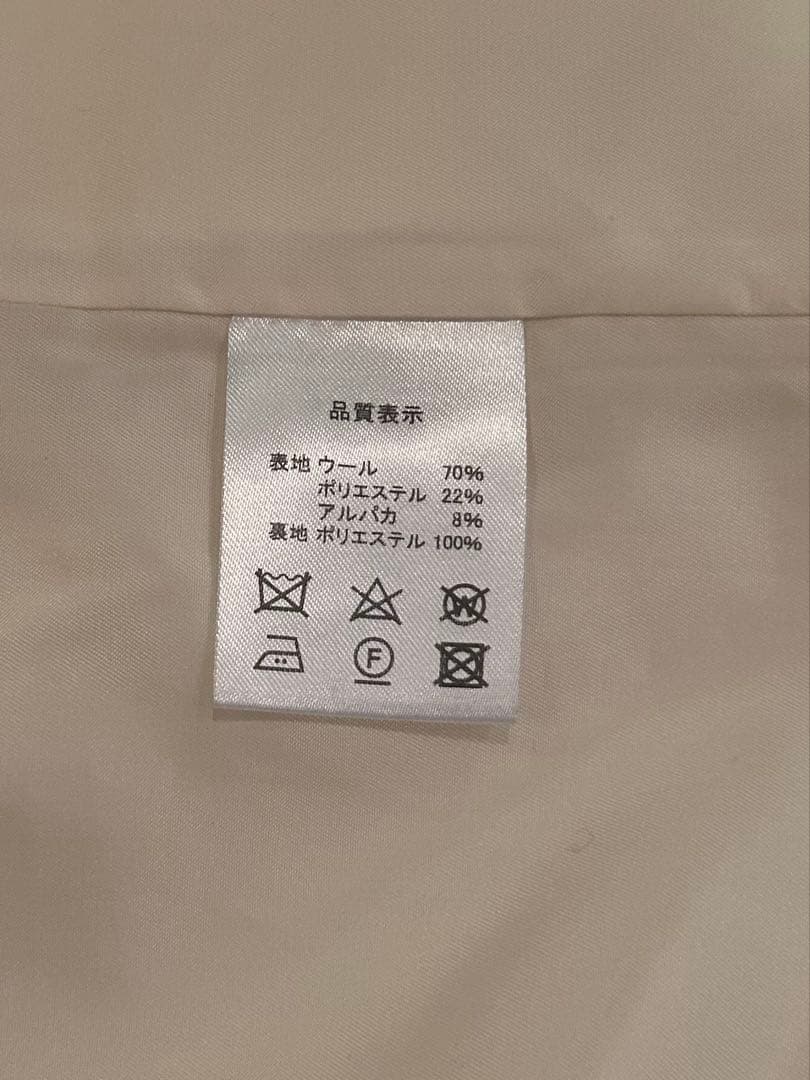 品質表示
表地 ウール 70%
ポリエステル 22%
アルパカ 8%
裏地 ポリエステル 100%
W
F